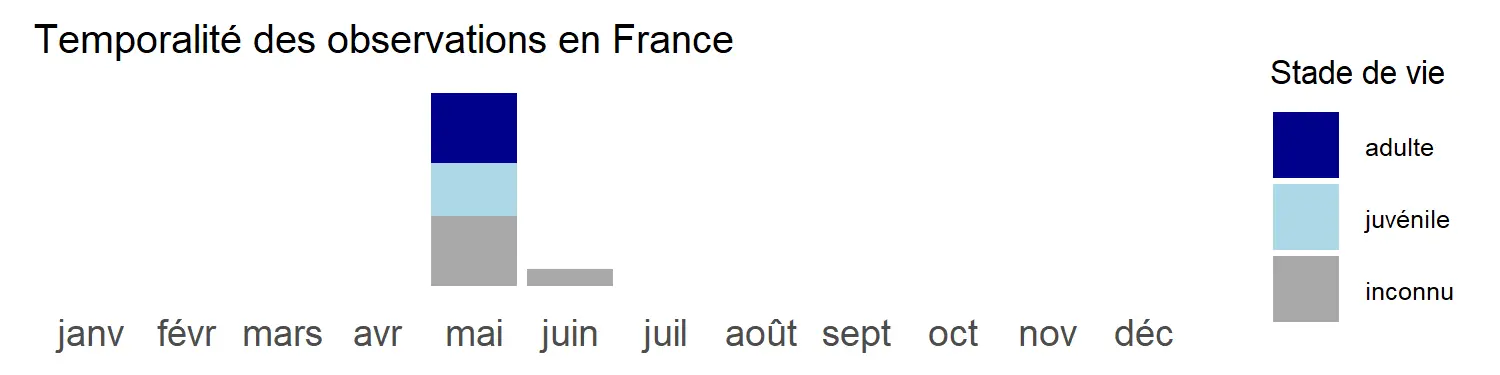 Temporalité des observations en France
Stade de vie
adulte
juvénile
inconnu
janv févr mars avr mai juin juil août sept oct nov déc